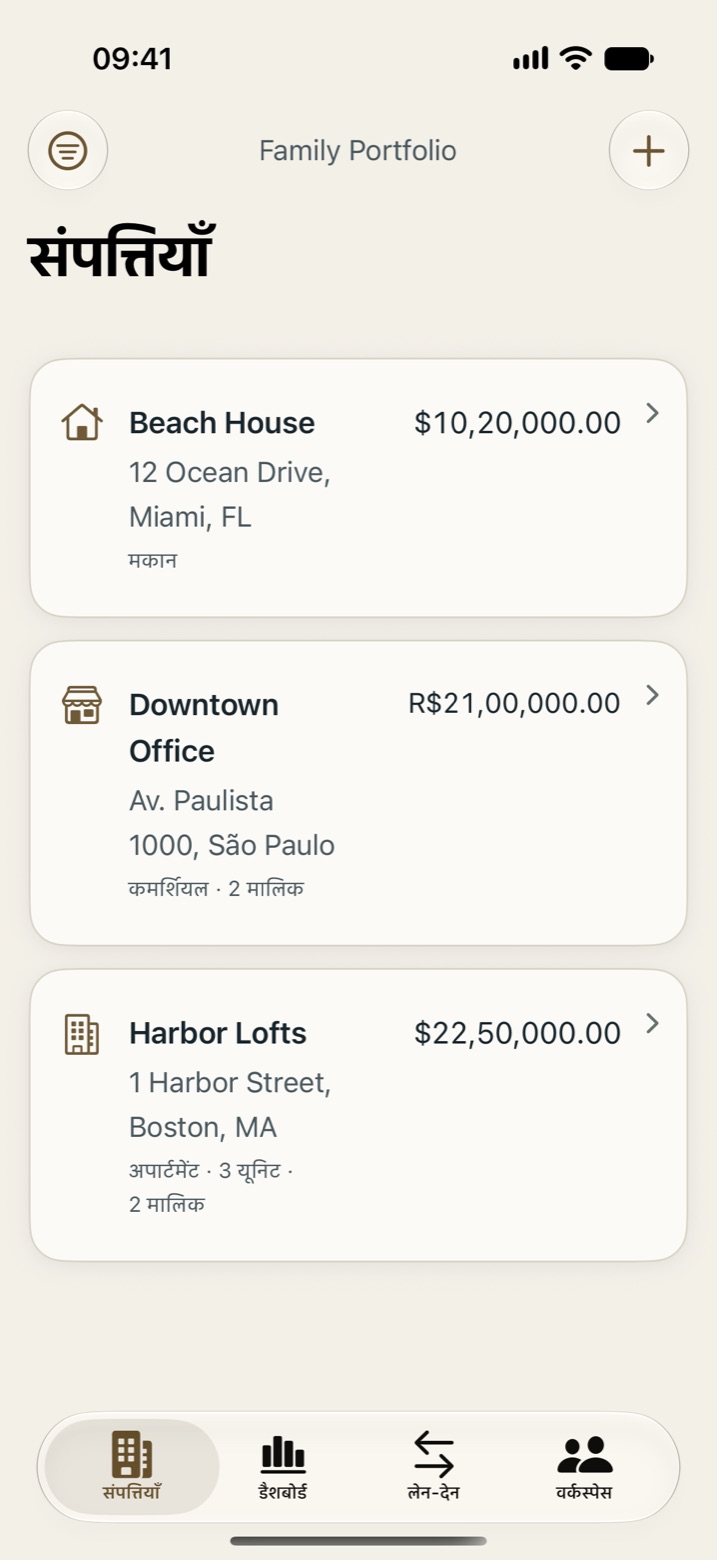 09:41
Family Portfolio
संपत्तियाँ
Beach House $10,20,000.00
12 Ocean Drive,
Miami, FL
मकान
Downtown R$21,00,000.00
Office
Av. Paulista
1000, São Paulo
कमर्शियल · 2 मालिक
Harbor Lofts $22,50,000.00
1 Harbor Street,
Boston, MA
अपार्टमेंट · 3 यूनिट ·
2 मालिक
संपत्तियाँ डैशबोर्ड लेन-देन वर्कस्पेस